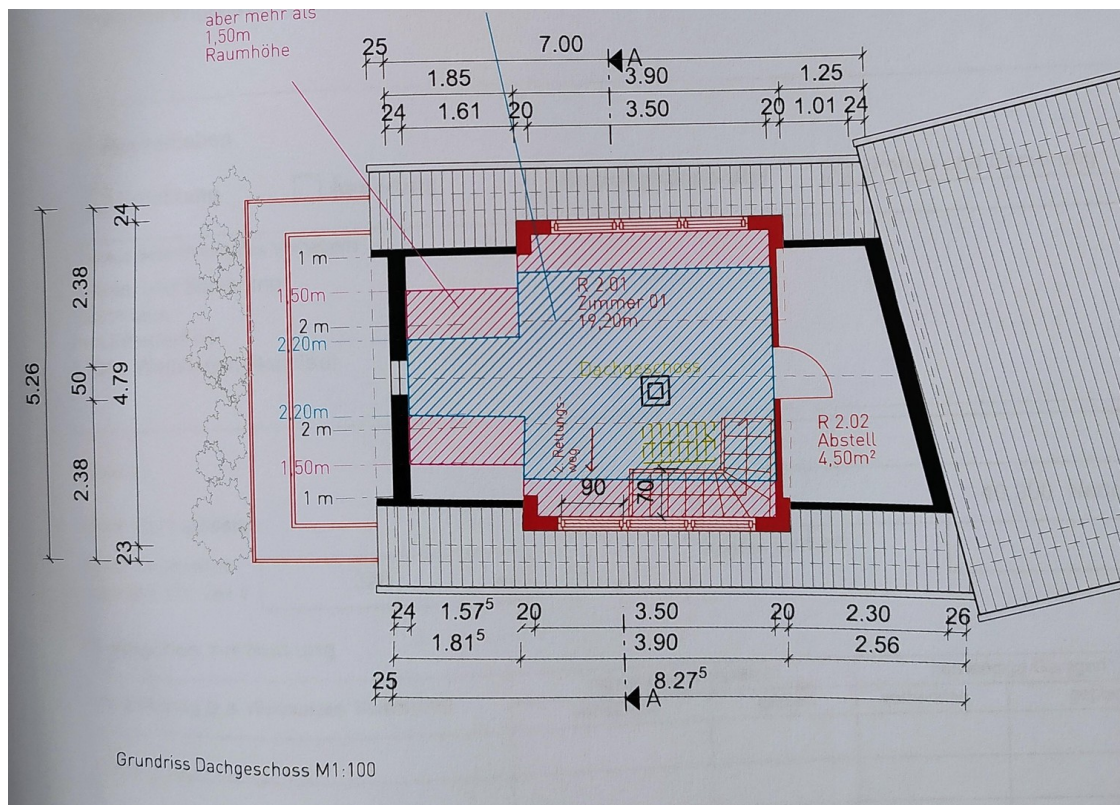 aber mehr als
1,50m
Raumhöhe
25
7.00
A
1.85
3.90
1.25
24
1.61
20
3.50
20
1.01
24
24
2.38
50
2.38
23
5.26
4.79
1 m
1,50m
2 m
2,20m
2,20m
2 m
1,50m
1 m
R 2.01
Zimmer 01
19,20m
Dachgeschoss
2. Rettungs-
weg
90
70
R 2.02
Abstell
4,50m²
24
1.57⁵
20
3.50
20
2.30
26
1.81⁵
3.90
2.56
25
8.27⁵
A
Grundriss Dachgeschoss M1:100